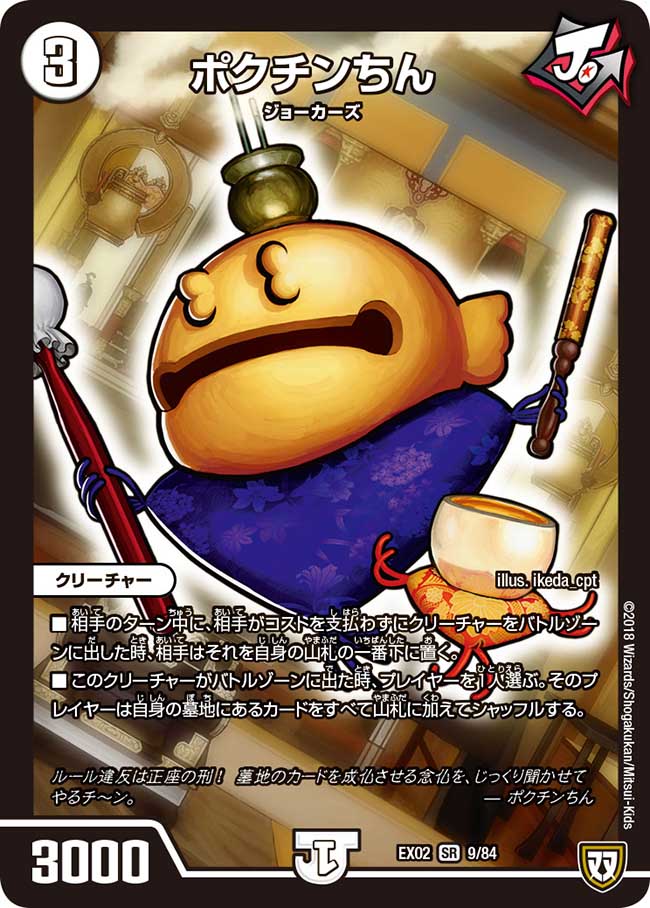 3
ポクチンちん
ジョーカーズ
J
クリーチャー
illus. ikeda_cpt
■相手のターン中に、相手がコストを支払わずにクリーチャーをバトルゾー
ンに出した時、相手はそれを自身の山札の一番下に置く。
■このクリーチャーがバトルゾーンに出た時、プレイヤーを1人選ぶ。そのプ
レイヤーは自身の墓地にあるカードをすべて山札に加えてシャッフルする。
ルール違反は正座の刑! 墓地のカードを成仏させる念仏を、じっくり聞かせて
やるチ〜ン。 — ポクチンちん
©2018 Wizards/Shogakukan/Mitsui-Kids
3000
EX02 SR 9/84